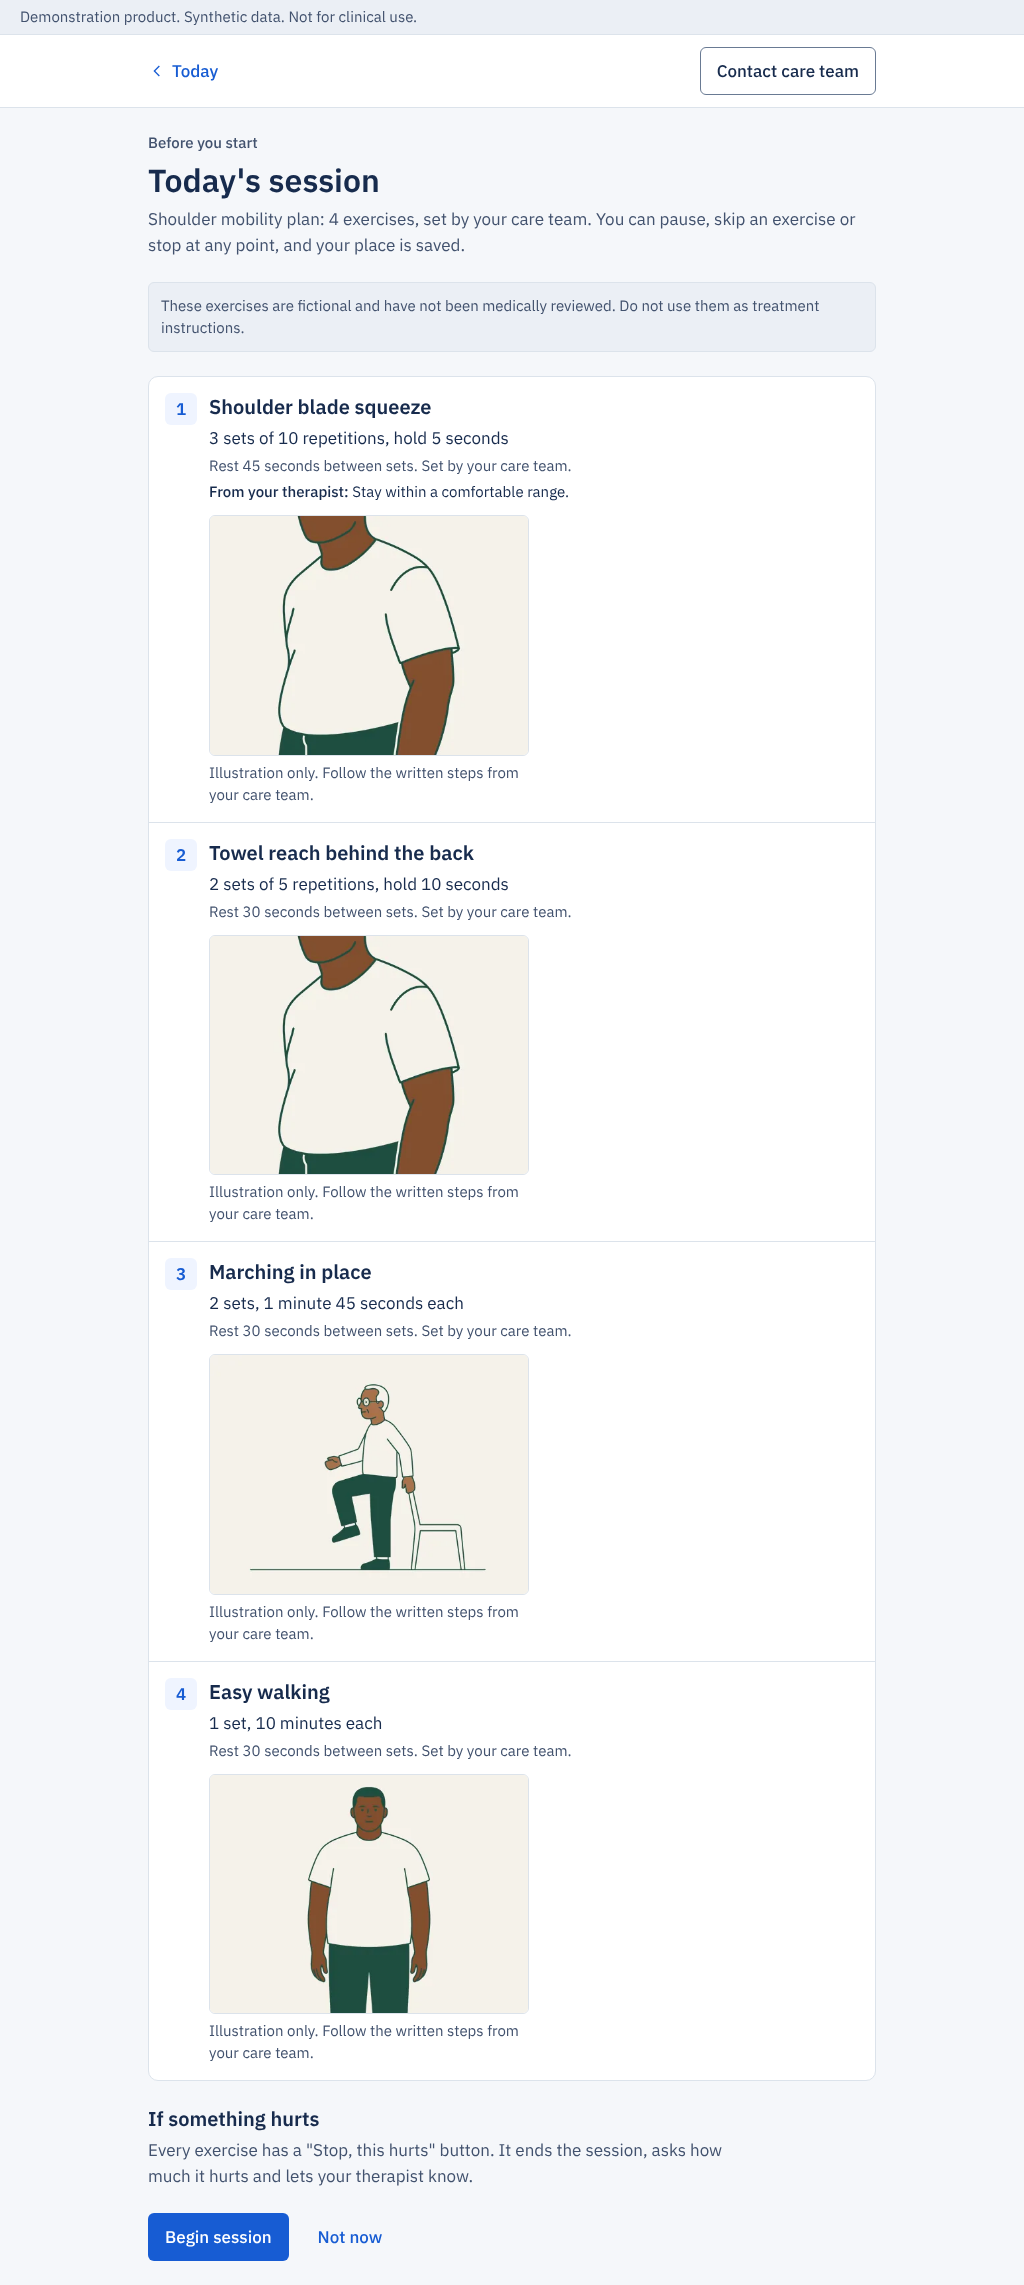 Demonstration product. Synthetic data. Not for clinical use.
Today
Contact care team
Before you start
Today's session
Shoulder mobility plan: 4 exercises, set by your care team. You can pause, skip an exercise or
stop at any point, and your place is saved.
These exercises are fictional and have not been medically reviewed. Do not use them as treatment
instructions.
1
Shoulder blade squeeze
3 sets of 10 repetitions, hold 5 seconds
Rest 45 seconds between sets. Set by your care team.
From your therapist: Stay within a comfortable range.
Illustration only. Follow the written steps from
your care team.
2
Towel reach behind the back
2 sets of 5 repetitions, hold 10 seconds
Rest 30 seconds between sets. Set by your care team.
Illustration only. Follow the written steps from
your care team.
3
Marching in place
2 sets, 1 minute 45 seconds each
Rest 30 seconds between sets. Set by your care team.
Illustration only. Follow the written steps from
your care team.
4
Easy walking
1 set, 10 minutes each
Rest 30 seconds between sets. Set by your care team.
Illustration only. Follow the written steps from
your care team.
If something hurts
Every exercise has a "Stop, this hurts" button. It ends the session, asks how
much it hurts and lets your therapist know.
Begin session
Not now